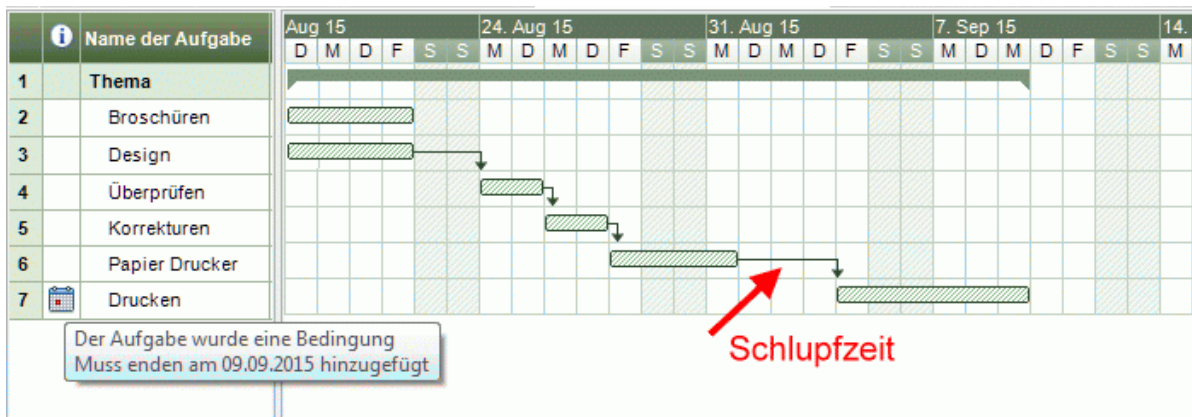 Name der Aufgabe
Aug 15 24. Aug 15 31. Aug 15 7. Sep 15 14.
D M D F S S M D M D F S S M D M D F S S M D M D F S S M
1 Thema
2 Broschüren
3 Design
4 Überprüfen
5 Korrekturen
6 Papier Drucker
7 Drucken
Der Aufgabe wurde eine Bedingung
Muss enden am 09.09.2015 hinzugefügt
Schlupfzeit